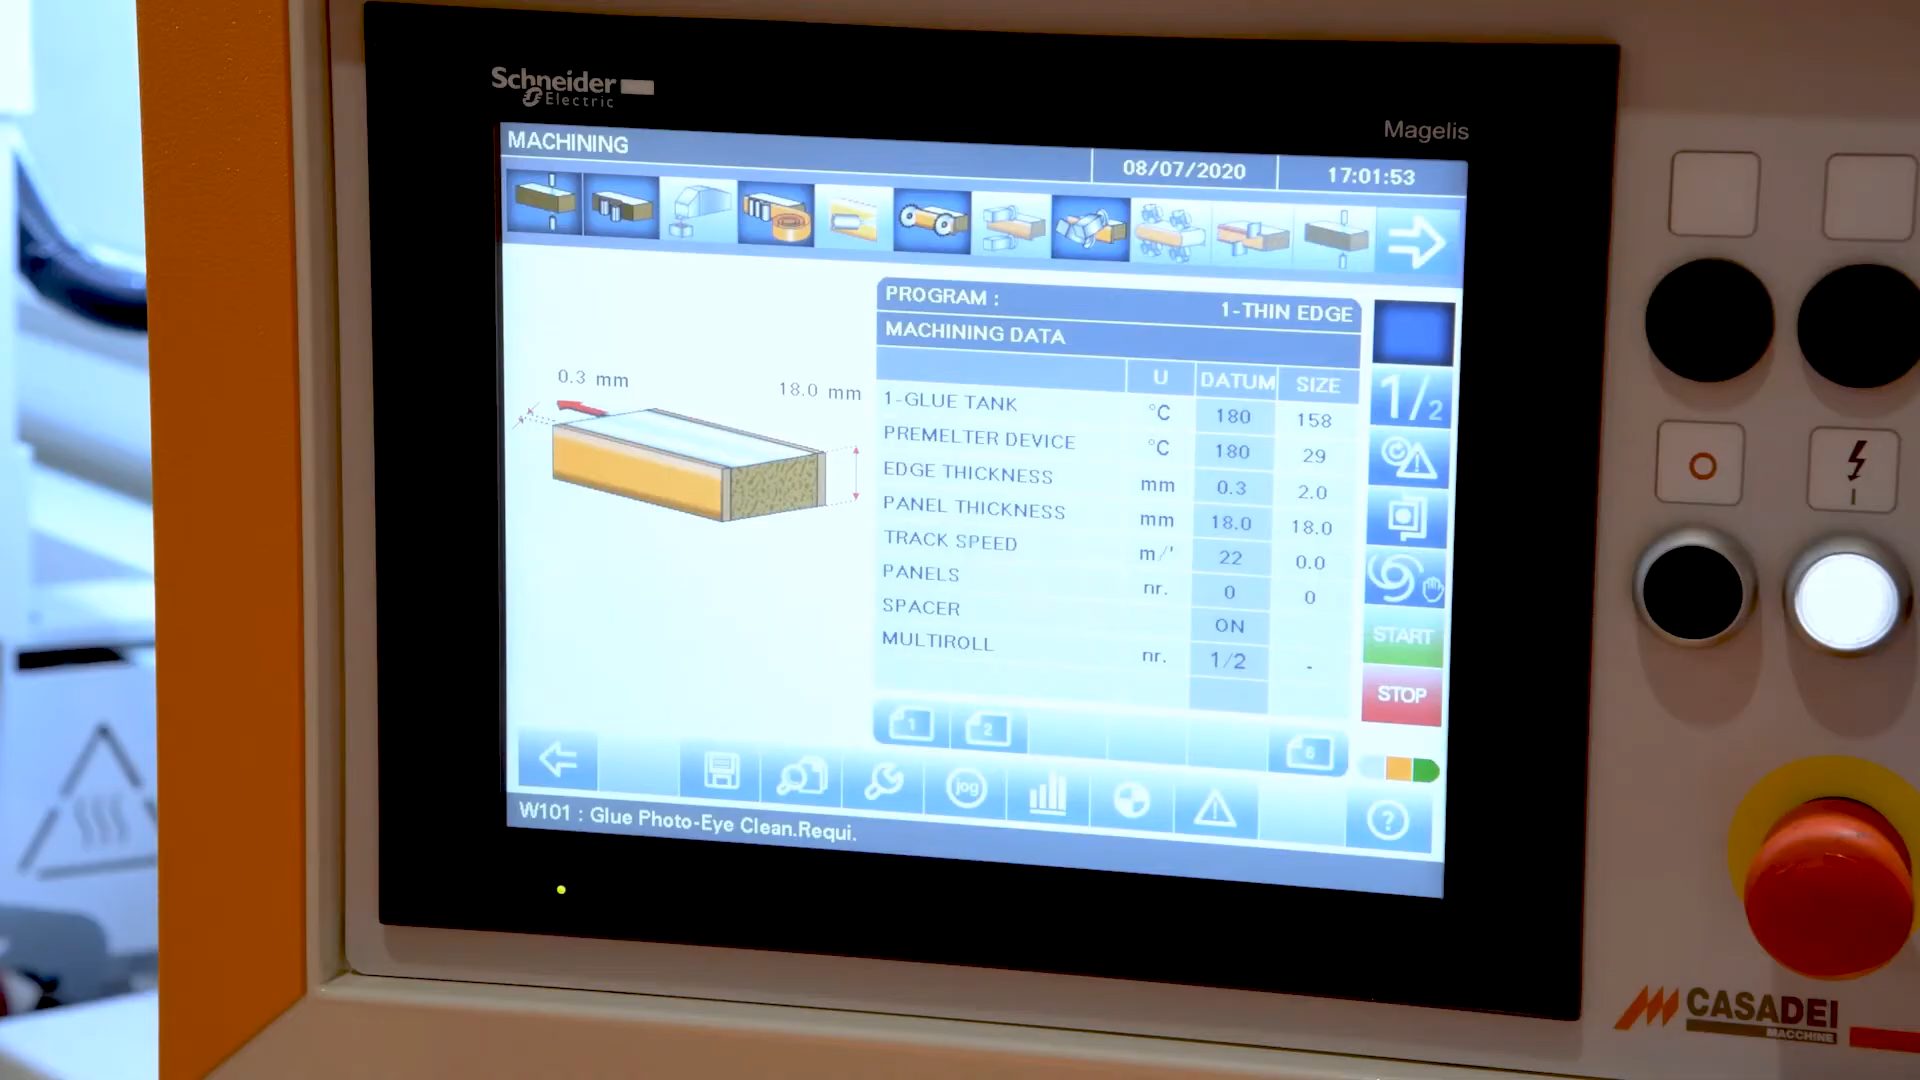 Schneider
Electric
Magelis
MACHINING
08/07/2020
17:01:53
PROGRAM :
1-THIN EDGE
MACHINING DATA
U DATUM SIZE
1-GLUE TANK °C 180 158
PREMELTER DEVICE °C 180 29
EDGE THICKNESS mm 0.3 2.0
PANEL THICKNESS mm 18.0 18.0
TRACK SPEED m/' 22 0.0
PANELS nr. 0 0
SPACER ON
MULTIROLL nr. 1/2 -
0.3 mm
18.0 mm
1/2
START
STOP
1 2 6
jog
?
W101 : Glue Photo-Eye Clean.Requi.
CASADEI
MACCHINE